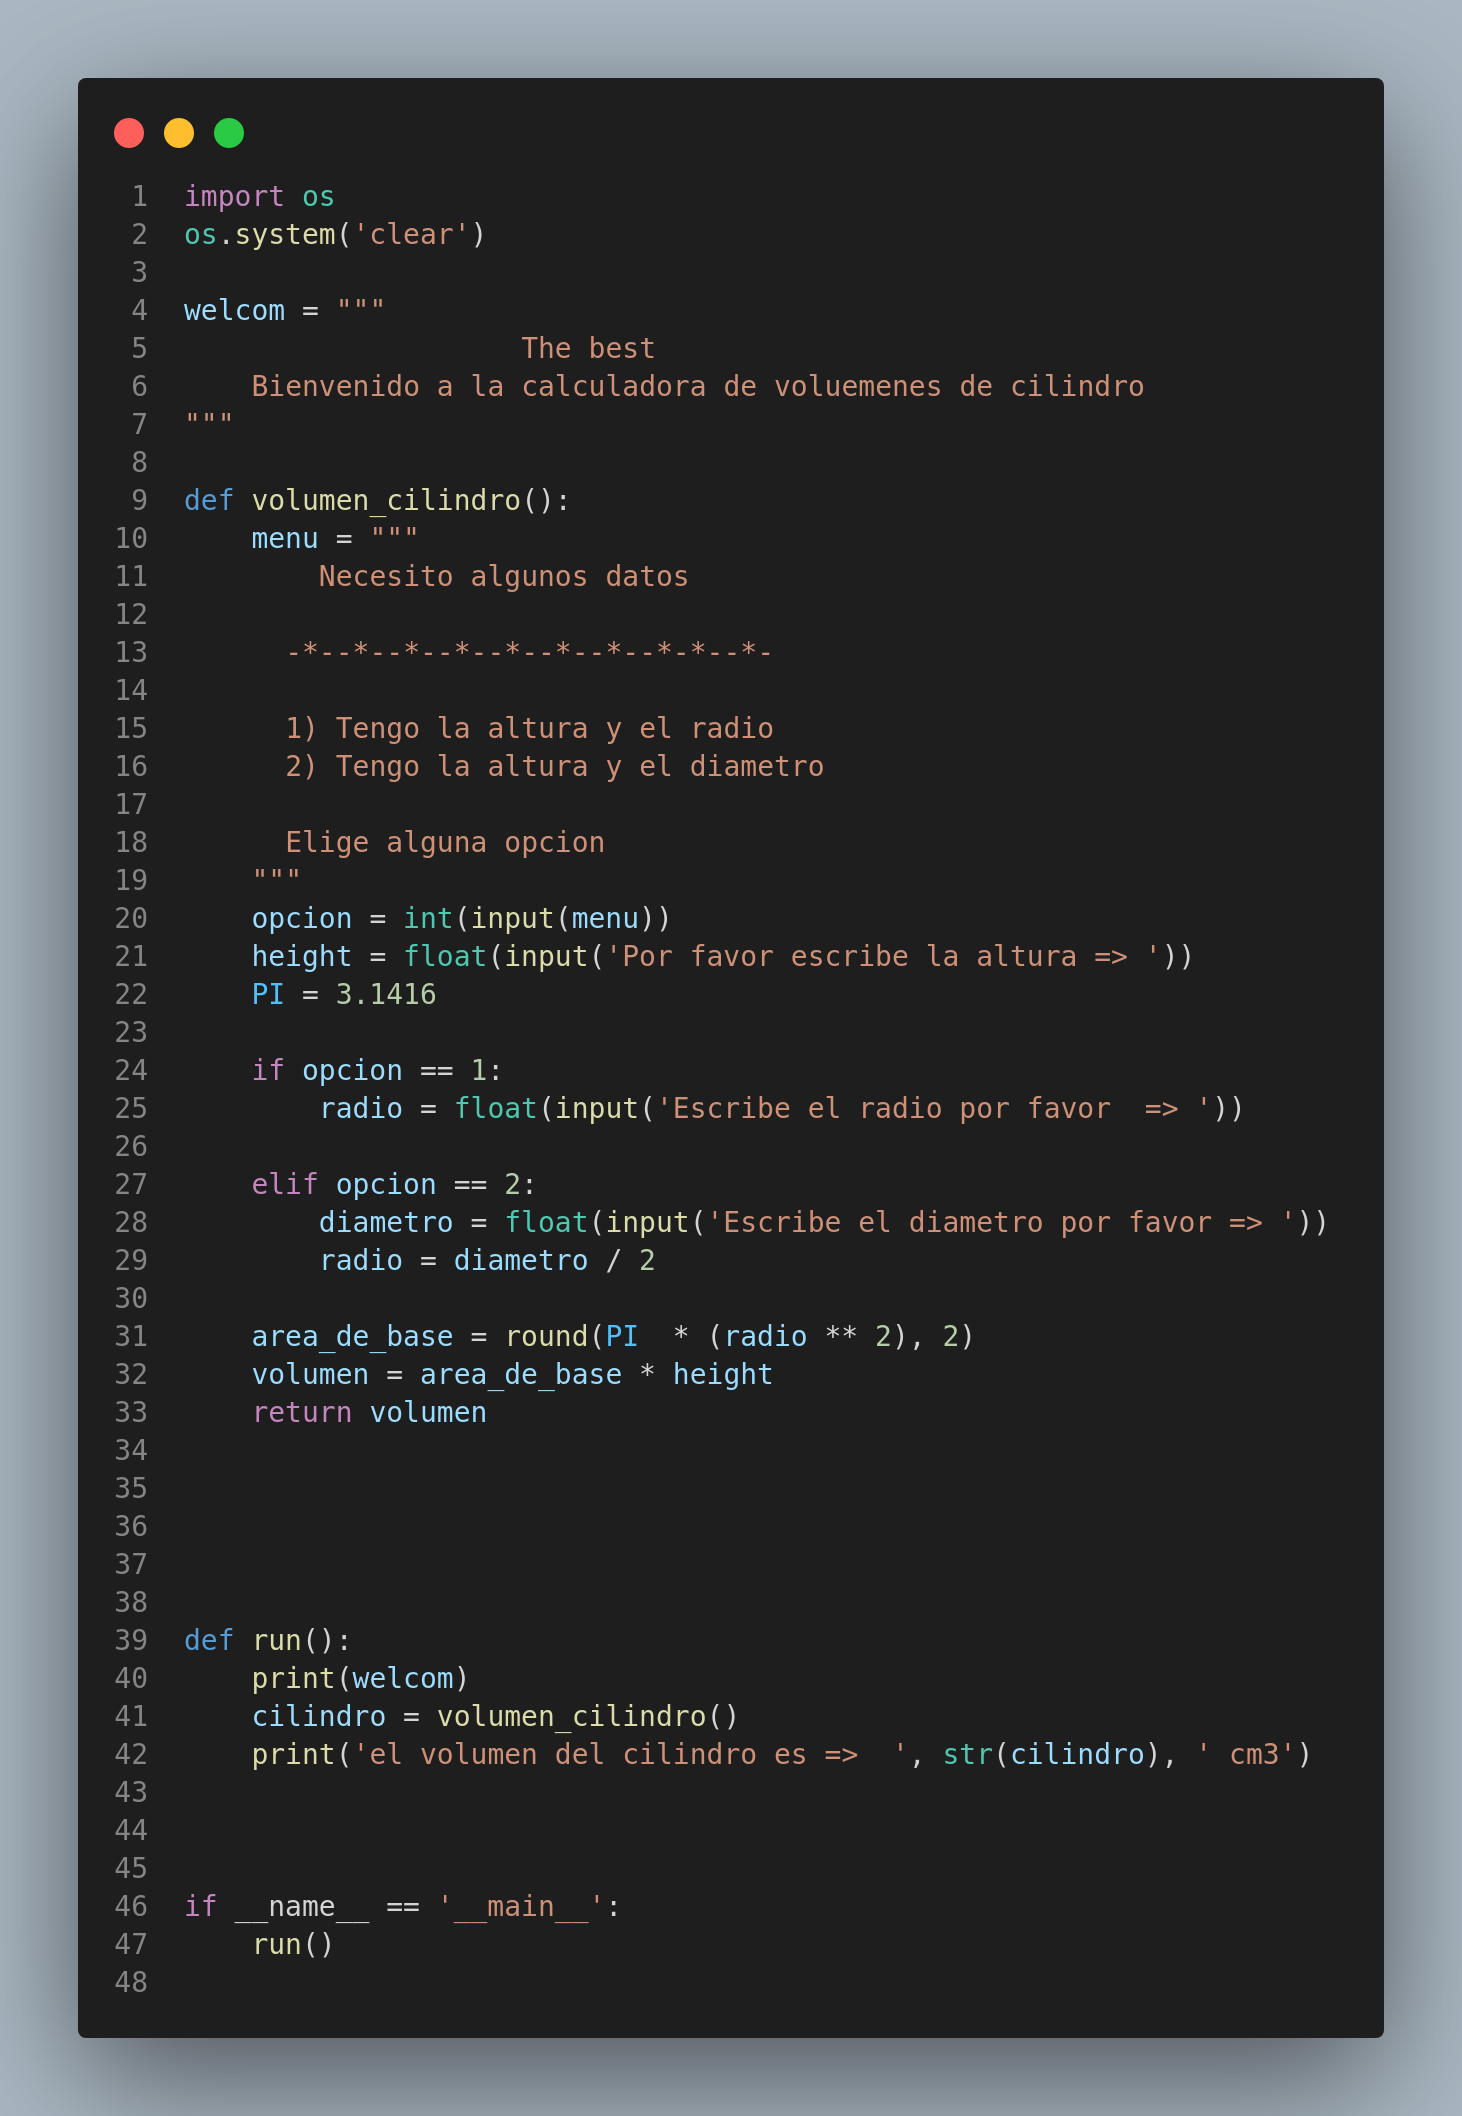 1 import os
2 os.system('clear')
3
4 welcom = """
5                     The best
6     Bienvenido a la calculadora de voluemenes de cilindro
7 """
8
9 def volumen_cilindro():
10     menu = """
11         Necesito algunos datos
12
13       -*--*--*--*--*--*--*--*-*--*-
14
15       1) Tengo la altura y el radio
16       2) Tengo la altura y el diametro
17
18       Elige alguna opcion
19     """
20     opcion = int(input(menu))
21     height = float(input('Por favor escribe la altura => '))
22     PI = 3.1416
23
24     if opcion == 1:
25         radio = float(input('Escribe el radio por favor  => '))
26
27     elif opcion == 2:
28         diametro = float(input('Escribe el diametro por favor => '))
29         radio = diametro / 2
30
31     area_de_base = round(PI  * (radio ** 2), 2)
32     volumen = area_de_base * height
33     return volumen
34
35
36
37
38
39 def run():
40     print(welcom)
41     cilindro = volumen_cilindro()
42     print('el volumen del cilindro es =>  ', str(cilindro), ' cm3')
43
44
45
46 if __name__ == '__main__':
47     run()
48